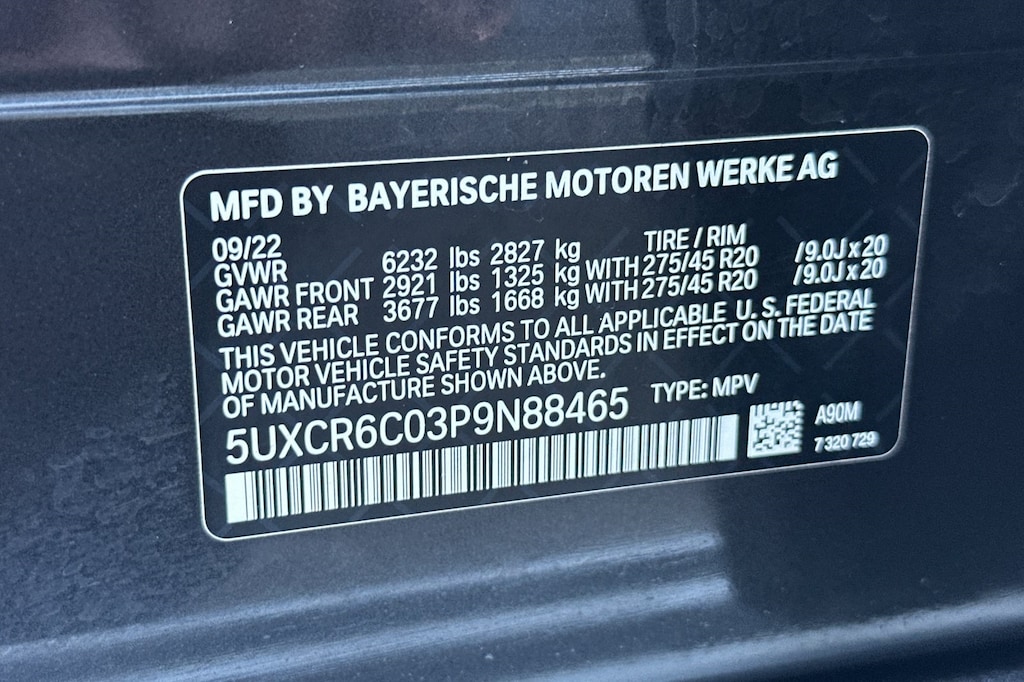 MFD BY BAYERISCHE MOTOREN WERKE AG
09/22 TIRE / RIM
GVWR 6232 lbs 2827 kg
GAWR FRONT 2921 lbs 1325 kg WITH 275/45 R20 /9.0J x 20
GAWR REAR 3677 lbs 1668 kg WITH 275/45 R20 /9.0J x 20
THIS VEHICLE CONFORMS TO ALL APPLICABLE U. S. FEDERAL
MOTOR VEHICLE SAFETY STANDARDS IN EFFECT ON THE DATE
OF MANUFACTURE SHOWN ABOVE.
5UXCR6C03P9N88465 TYPE: MPV
A90M
7 320 729